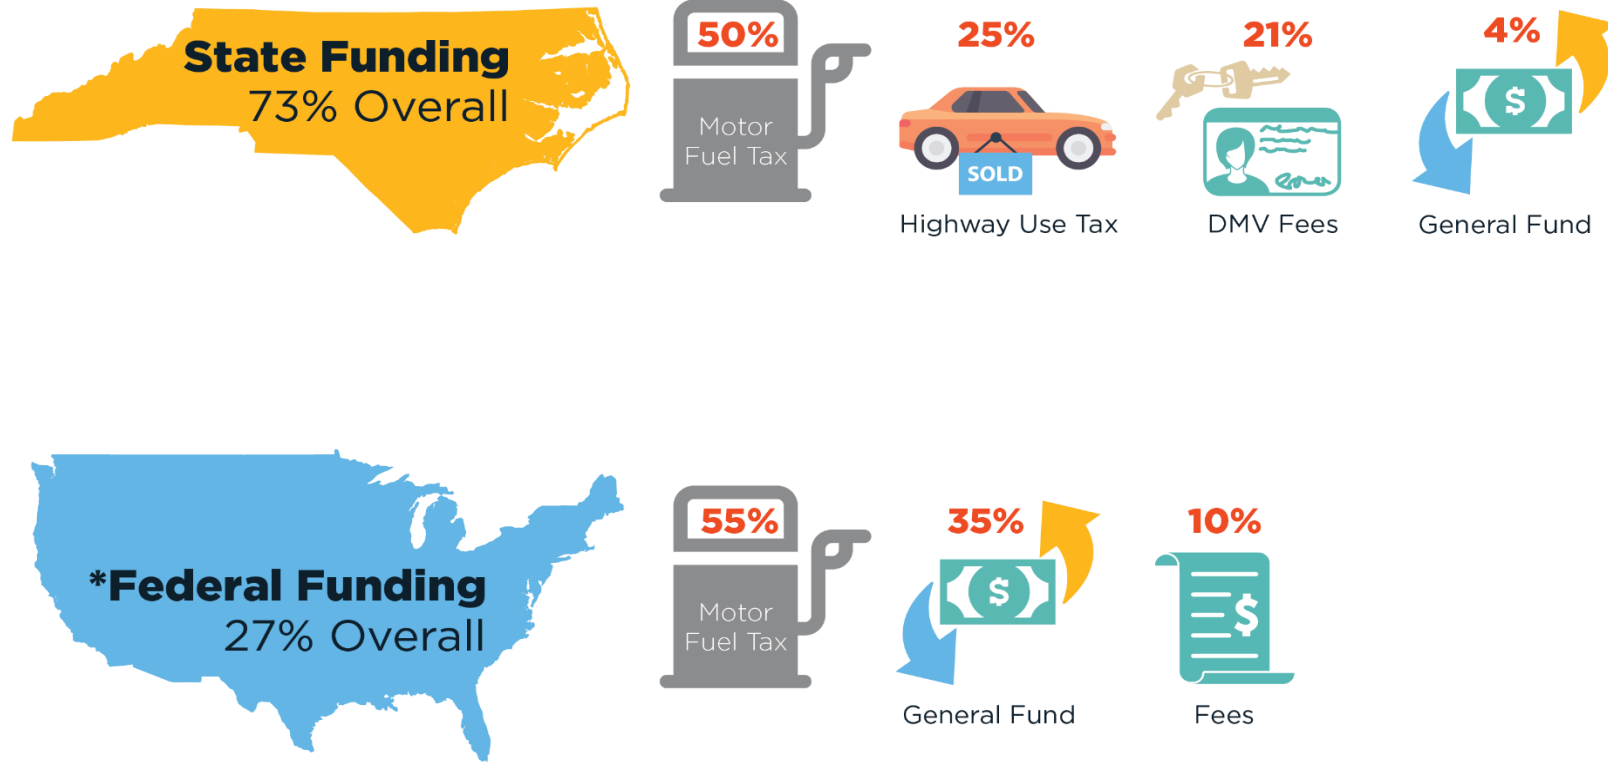 State Funding
73% Overall
50%
Motor
Fuel Tax
25%
SOLD
Highway Use Tax
21%
DMV Fees
4%
$
General Fund
*Federal Funding
27% Overall
55%
Motor
Fuel Tax
35%
$
General Fund
10%
$
Fees